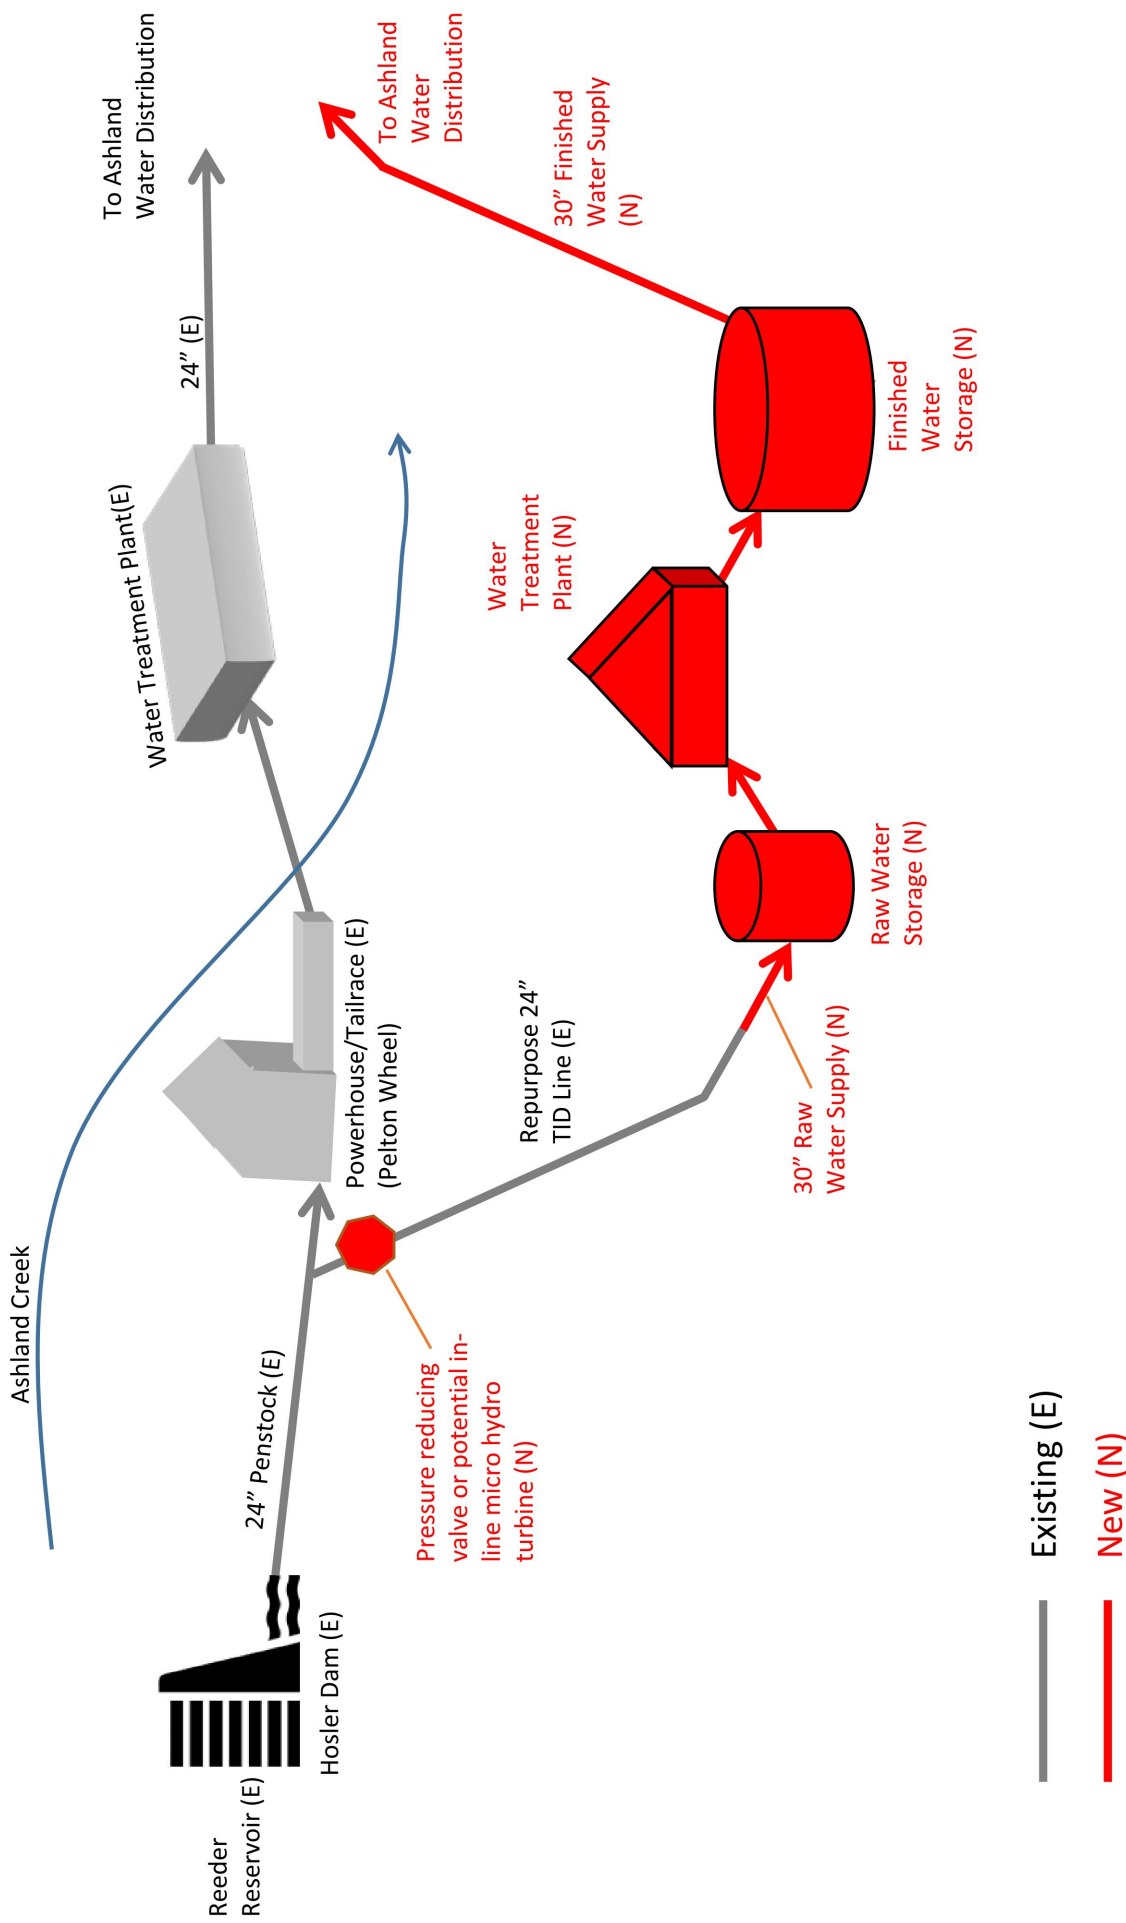 Reeder
Reservoir (E)
Hosler Dam (E)
Ashland Creek
24” Penstock (E)
Pressure reducing
valve or potential in-
line micro hydro
turbine (N)
Powerhouse/Tailrace (E)
(Pelton Wheel)
Repurpose 24”
TID Line (E)
30” Raw
Water Supply (N)
Raw Water
Storage (N)
Water Treatment Plant(E)
Water
Treatment
Plant (N)
24” (E)
Finished
Water
Storage (N)
30” Finished
Water Supply
(N)
To Ashland
Water Distribution
To Ashland
Water
Distribution
Existing (E)
New (N)